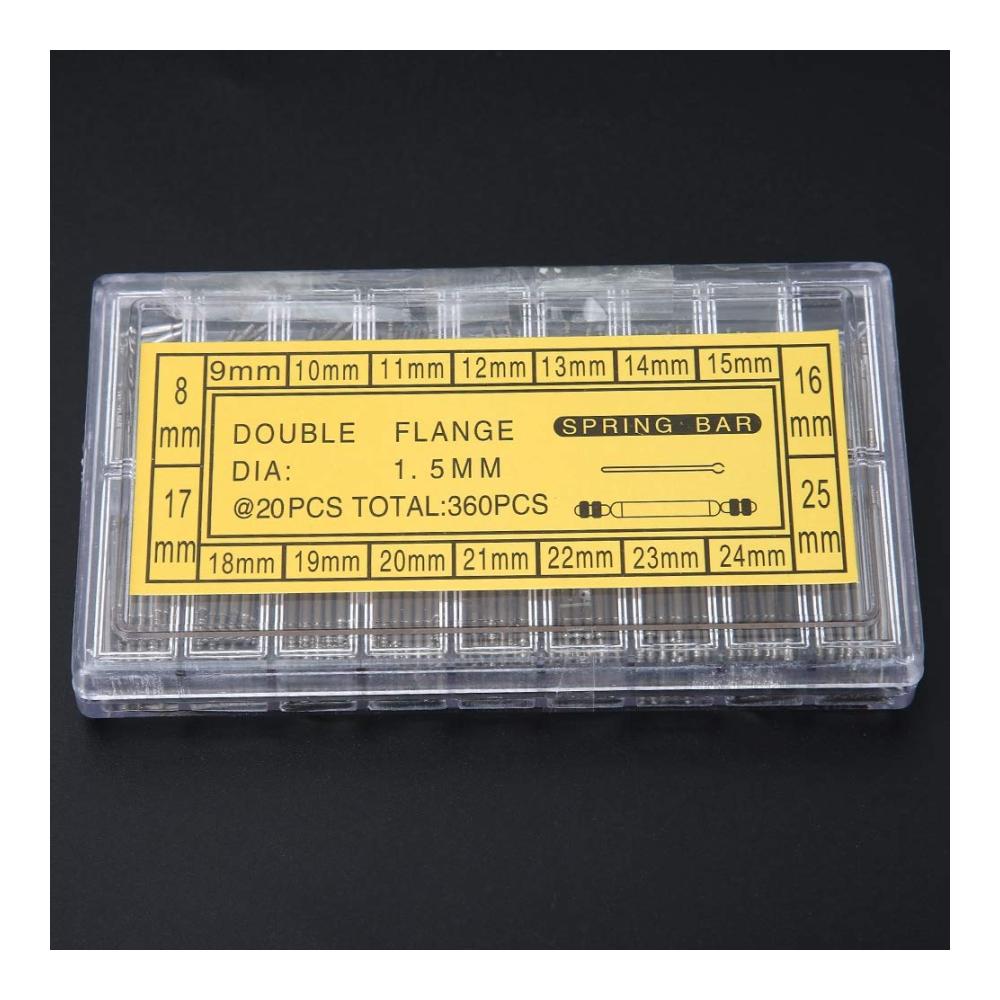 8 mm
9mm
10mm
11mm
12mm
13mm
14mm
15mm
16 mm
DOUBLE FLANGE
SPRING BAR
DIA: 1.5MM
@20PCS TOTAL:360PCS
17 mm
18mm
19mm
20mm
21mm
22mm
23mm
24mm
25 mm